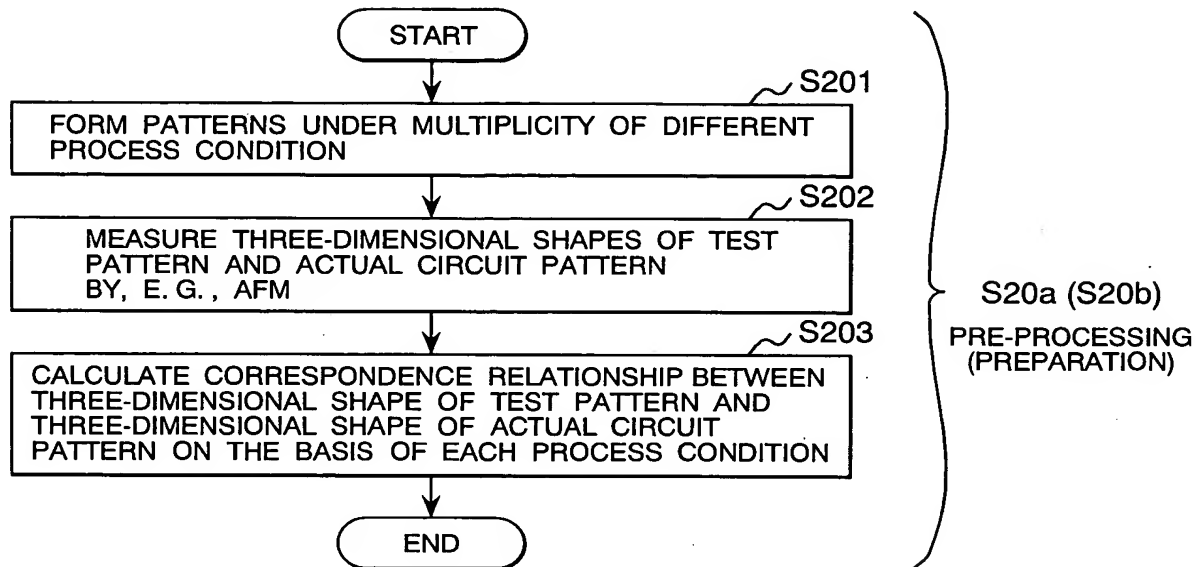 START
S201
FORM PATTERNS UNDER MULTIPLICITY OF DIFFERENT
PROCESS CONDITION
S202
MEASURE THREE-DIMENSIONAL SHAPES OF TEST
PATTERN AND ACTUAL CIRCUIT PATTERN
BY, E. G., AFM
S203
CALCULATE CORRESPONDENCE RELATIONSHIP BETWEEN
THREE-DIMENSIONAL SHAPE OF TEST PATTERN AND
THREE-DIMENSIONAL SHAPE OF ACTUAL CIRCUIT
PATTERN ON THE BASIS OF EACH PROCESS CONDITION
END
S20a (S20b)
PRE-PROCESSING
(PREPARATION)